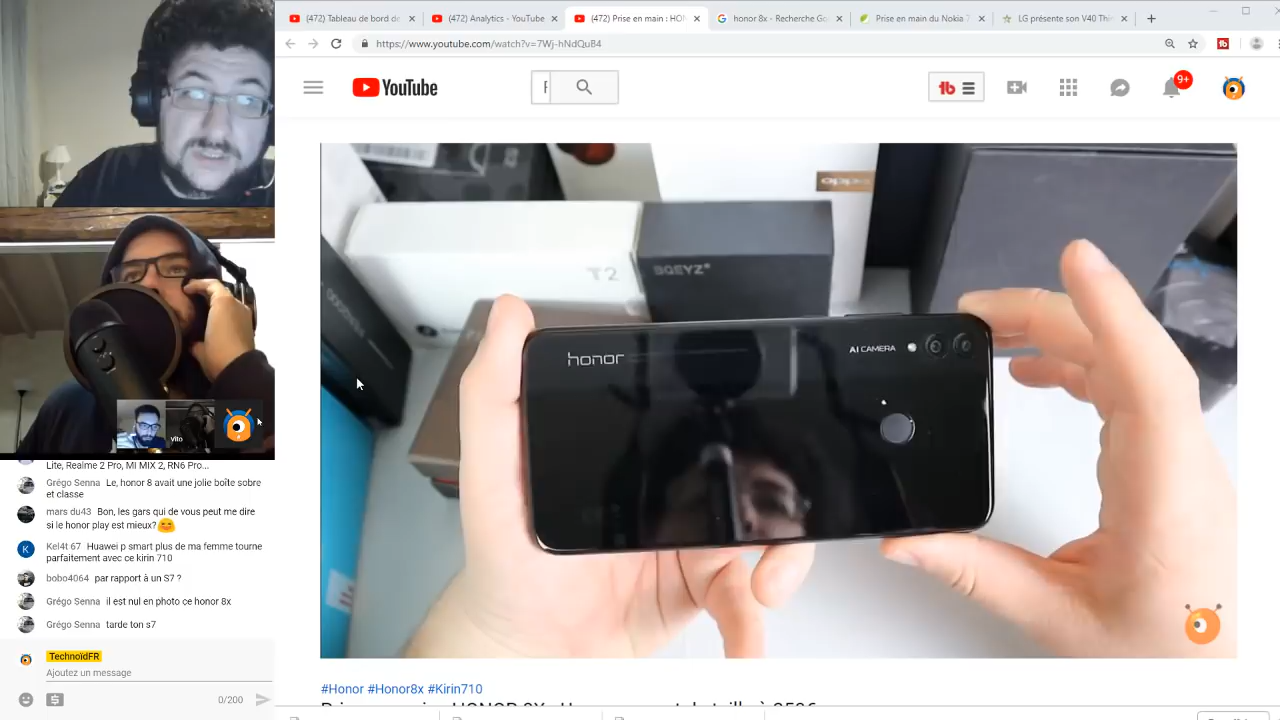 (472) Tableau de bord de
(472) Analytics - YouTube
(472) Prise en main : HON
honor 8x - Recherche Go
Prise en main du Nokia 7
LG présente son V40 Thi
https://www.youtube.com/watch?v=7Wj-hNdQuB4
YouTube
9+
oppo
T2
BQEYZ
honor
AI CAMERA
Vito
Lite, Realme 2 Pro, MI MIX 2, RN6 Pro...
Grégo Senna Le, honor 8 avait une jolie boîte sobre
et classe
mars du43 Bon, les gars qui de vous peut me dire
si le honor play est mieux?
K
Kel4t 67 Huawei p smart plus de ma femme tourne
parfaitement avec ce kirin 710
bobo4064 par rapport à un S7 ?
Grégo Senna il est nul en photo ce honor 8x
Grégo Senna tarde ton s7
TechnoïdFR
Ajoutez un message
0/200
#Honor #Honor8x #Kirin710